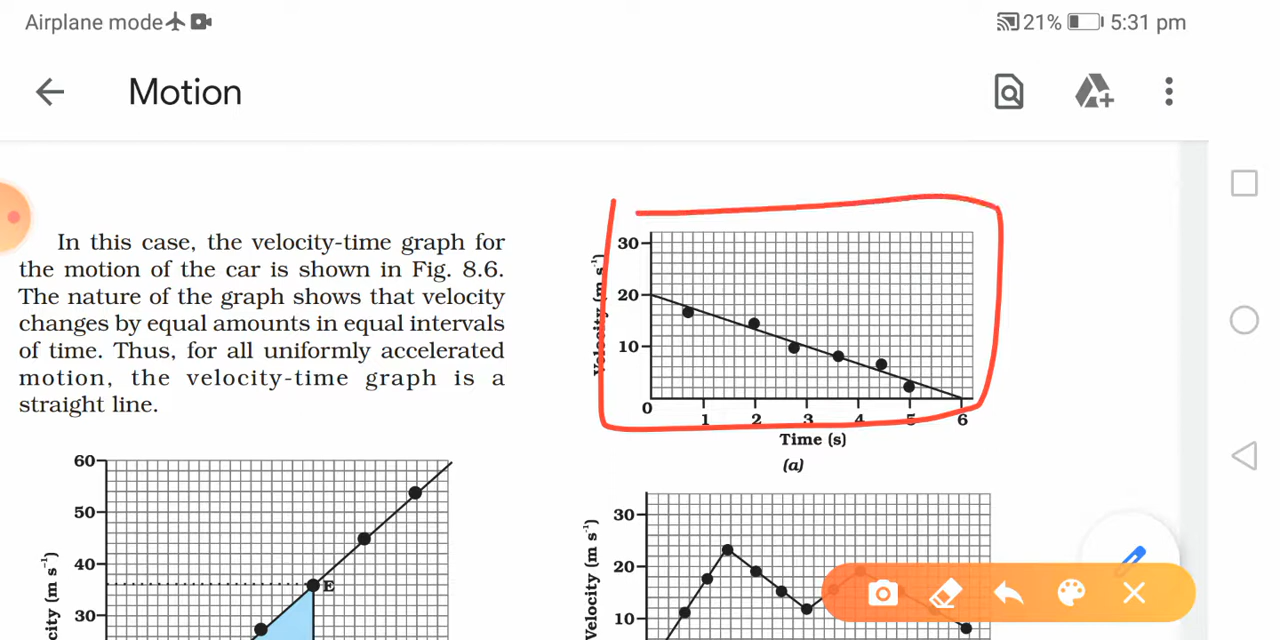 Airplane mode
21% 5:31 pm
Motion
In this case, the velocity-time graph for
the motion of the car is shown in Fig. 8.6.
The nature of the graph shows that velocity
changes by equal amounts in equal intervals
of time. Thus, for all uniformly accelerated
motion, the velocity-time graph is a
straight line.
60
50
40
30
city (m s⁻¹)
E
30
20
10
0
Velocity (m s⁻¹)
1 2 3 4 5 6
Time (s)
(a)
30
20
10
Velocity (m s⁻¹)